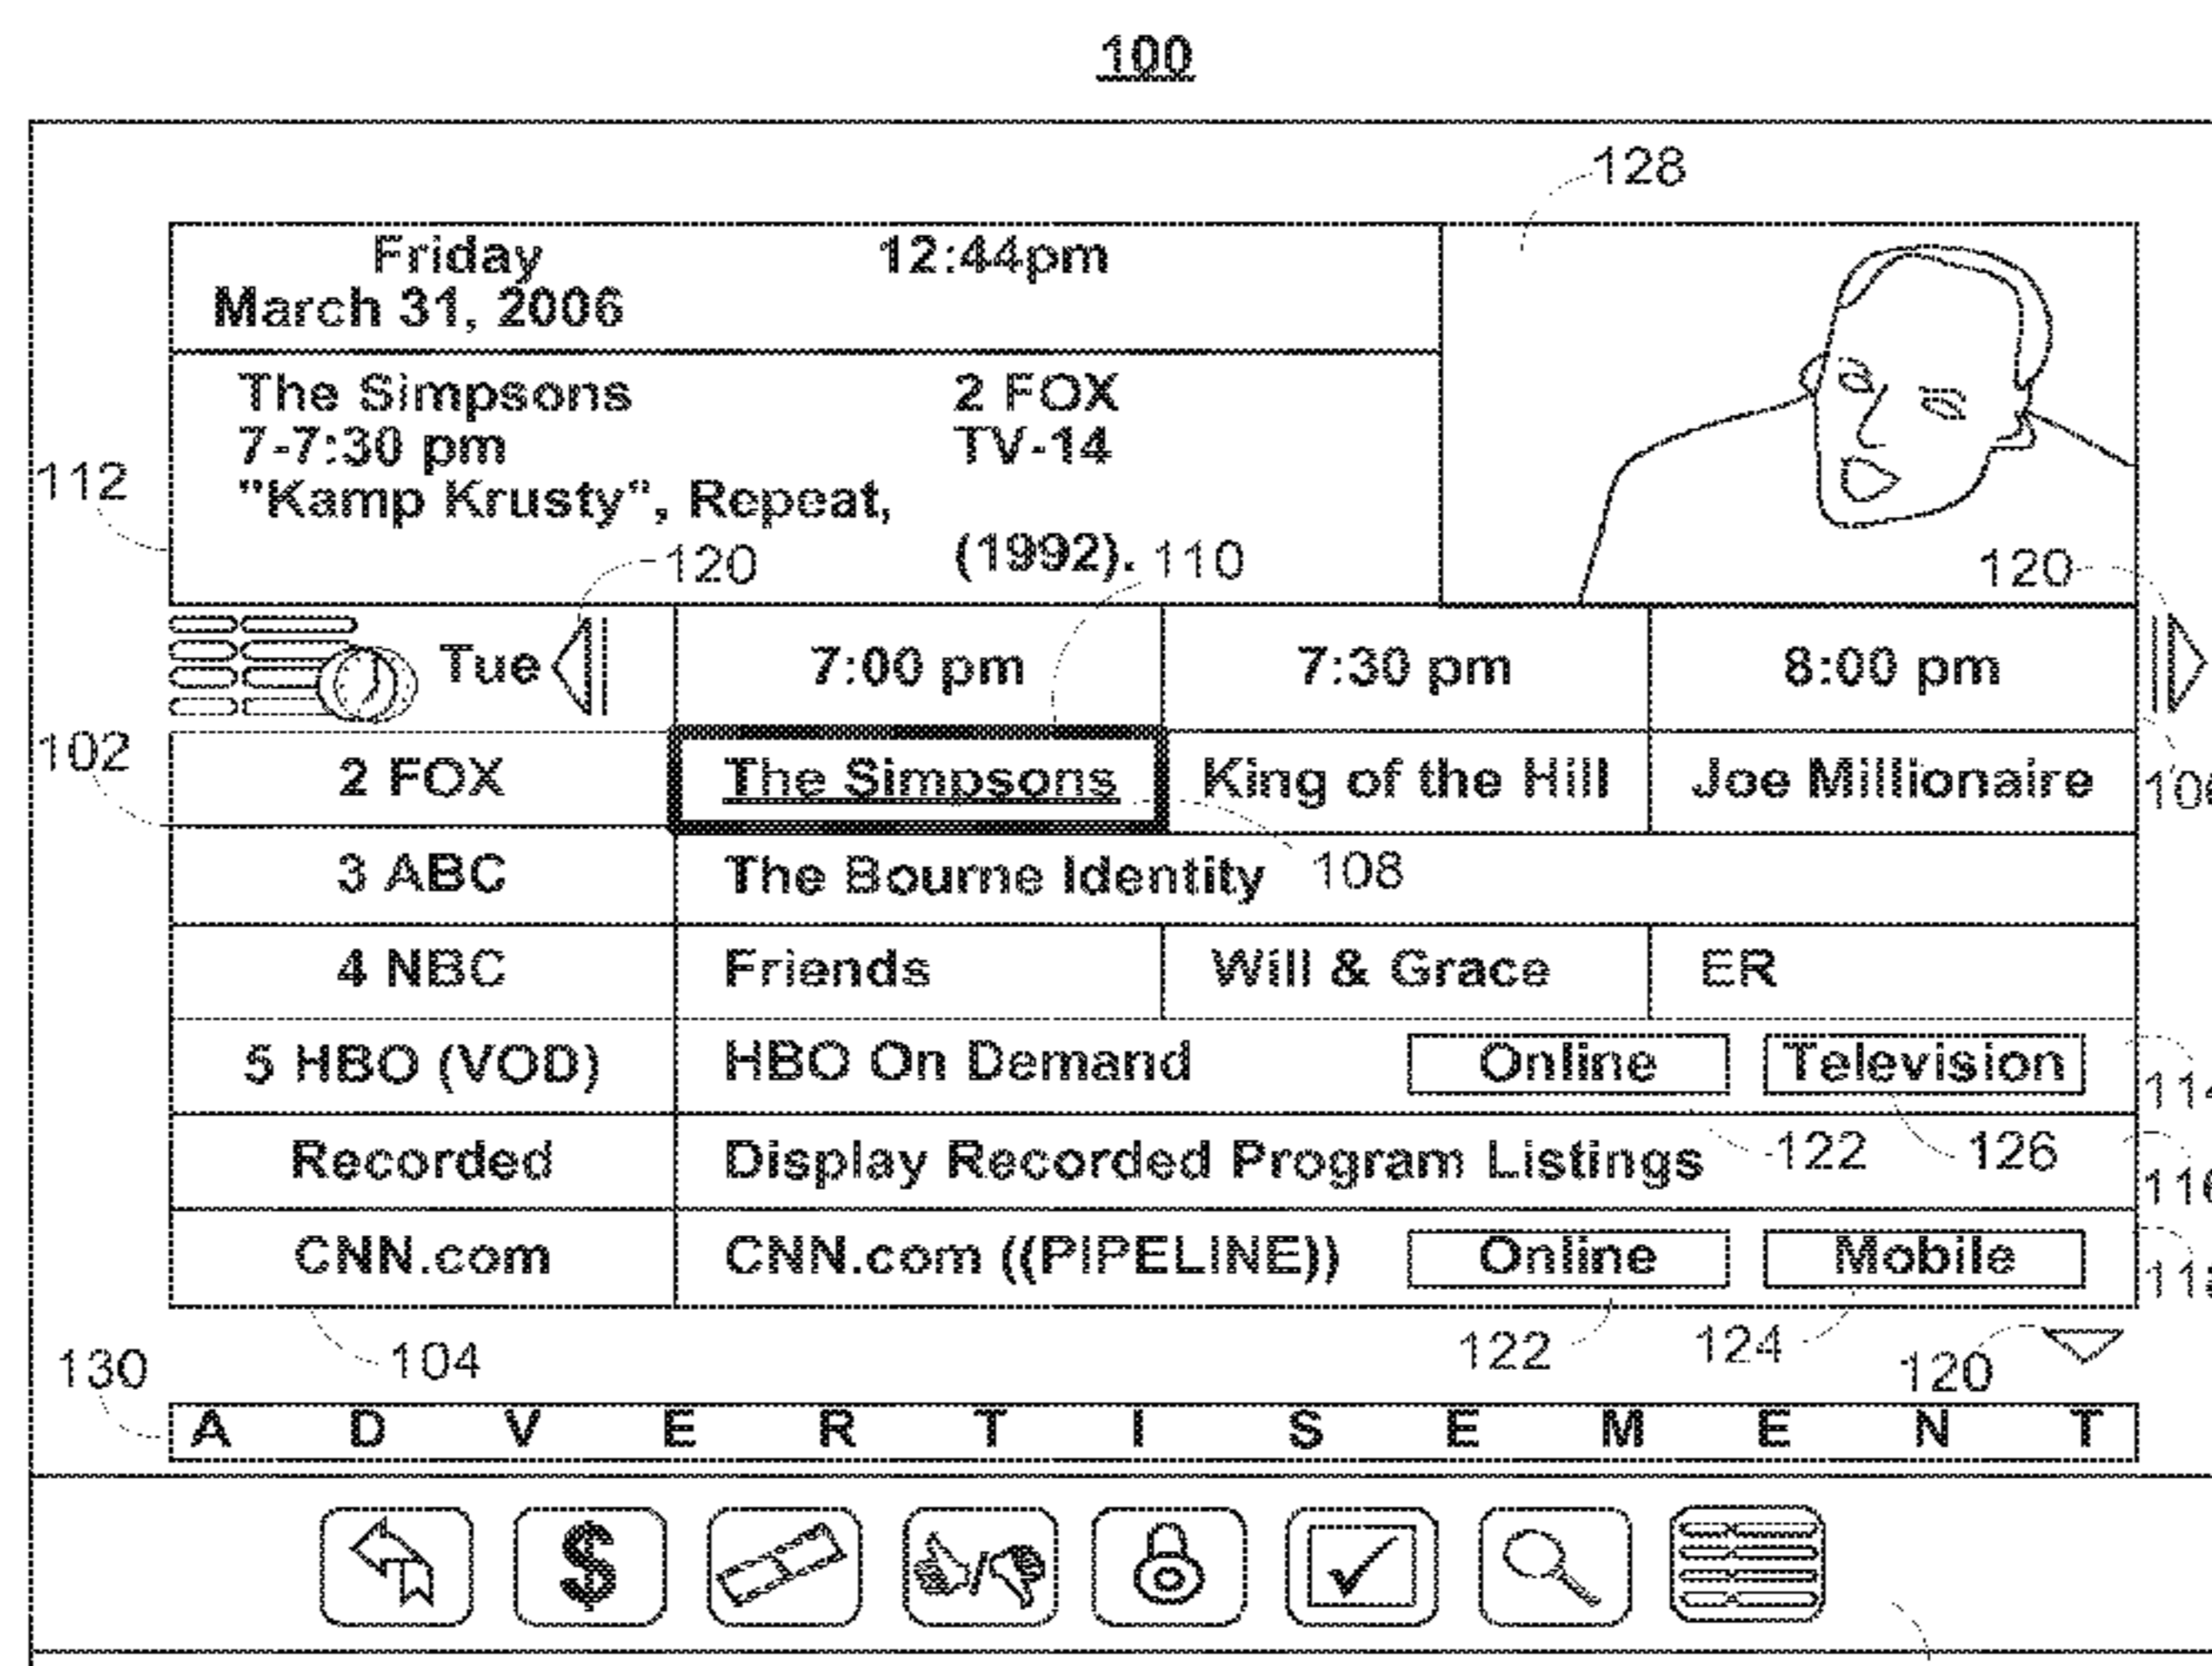 100
128
Friday 12:44pm
March 31, 2006
The Simpsons 2 FOX
7-7:30 pm TV-14
112
"Kamp Krusty", Repeat,
(1992). 110
120 120
Tue 7:00 pm 7:30 pm 8:00 pm
102
2 FOX The Simpsons King of the Hill Joe Millionaire
3 ABC The Bourne Identity 108
4 NBC Friends Will & Grace ER
5 HBO (VOD) HBO On Demand Online Television
122 126
Recorded Display Recorded Program Listings
CNN.com CNN.com ((PIPELINE)) Online Mobile
130 104 122 124 120
A D V E R T I S E M E N T
$